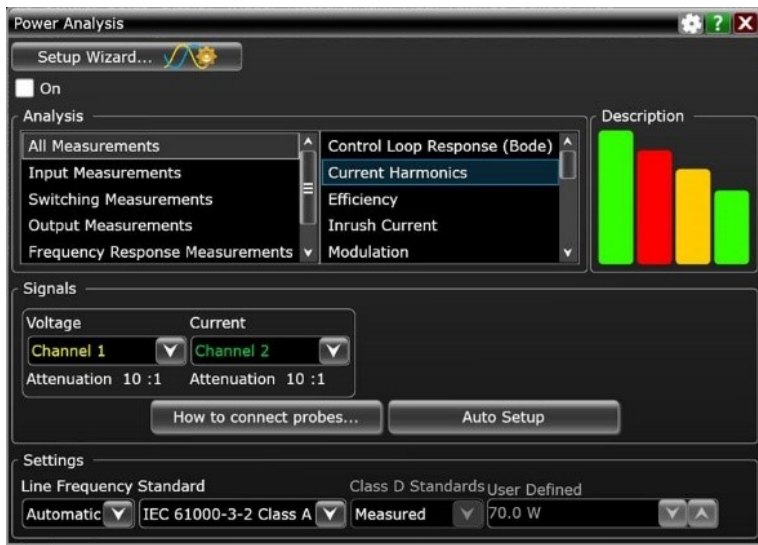 Power Analysis
?
X
Setup Wizard...
On
Analysis
All Measurements
Input Measurements
Switching Measurements
Output Measurements
Frequency Response Measurements
Control Loop Response (Bode)
Current Harmonics
Efficiency
Inrush Current
Modulation
Description
Signals
Voltage Current
Channel 1 Channel 2
Attenuation 10 :1 Attenuation 10 :1
How to connect probes... Auto Setup
Settings
Line Frequency Standard Class D Standards User Defined
Automatic IEC 61000-3-2 Class A Measured 70.0 W